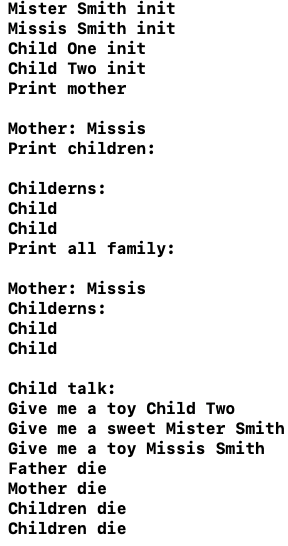 Mister Smith init
Missis Smith init
Child One init
Child Two init
Print mother

Mother: Missis
Print children:

Childerns:
Child
Child
Print all family:

Mother: Missis
Childerns:
Child
Child

Child talk:
Give me a toy Child Two
Give me a sweet Mister Smith
Give me a toy Missis Smith
Father die
Mother die
Children die
Children die